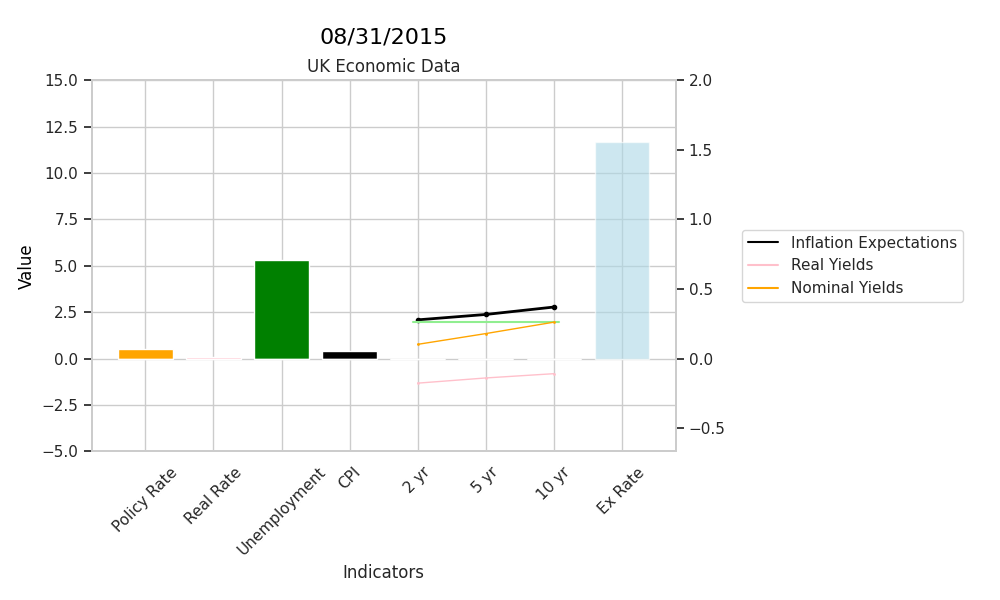 08/31/2015
UK Economic Data
15.0
12.5
10.0
7.5
5.0
2.5
0.0
−2.5
−5.0
Value
2.0
1.5
1.0
0.5
0.0
−0.5
Inflation Expectations
Real Yields
Nominal Yields
Policy Rate
Real Rate
Unemployment
CPI
2 yr
5 yr
10 yr
Ex Rate
Indicators